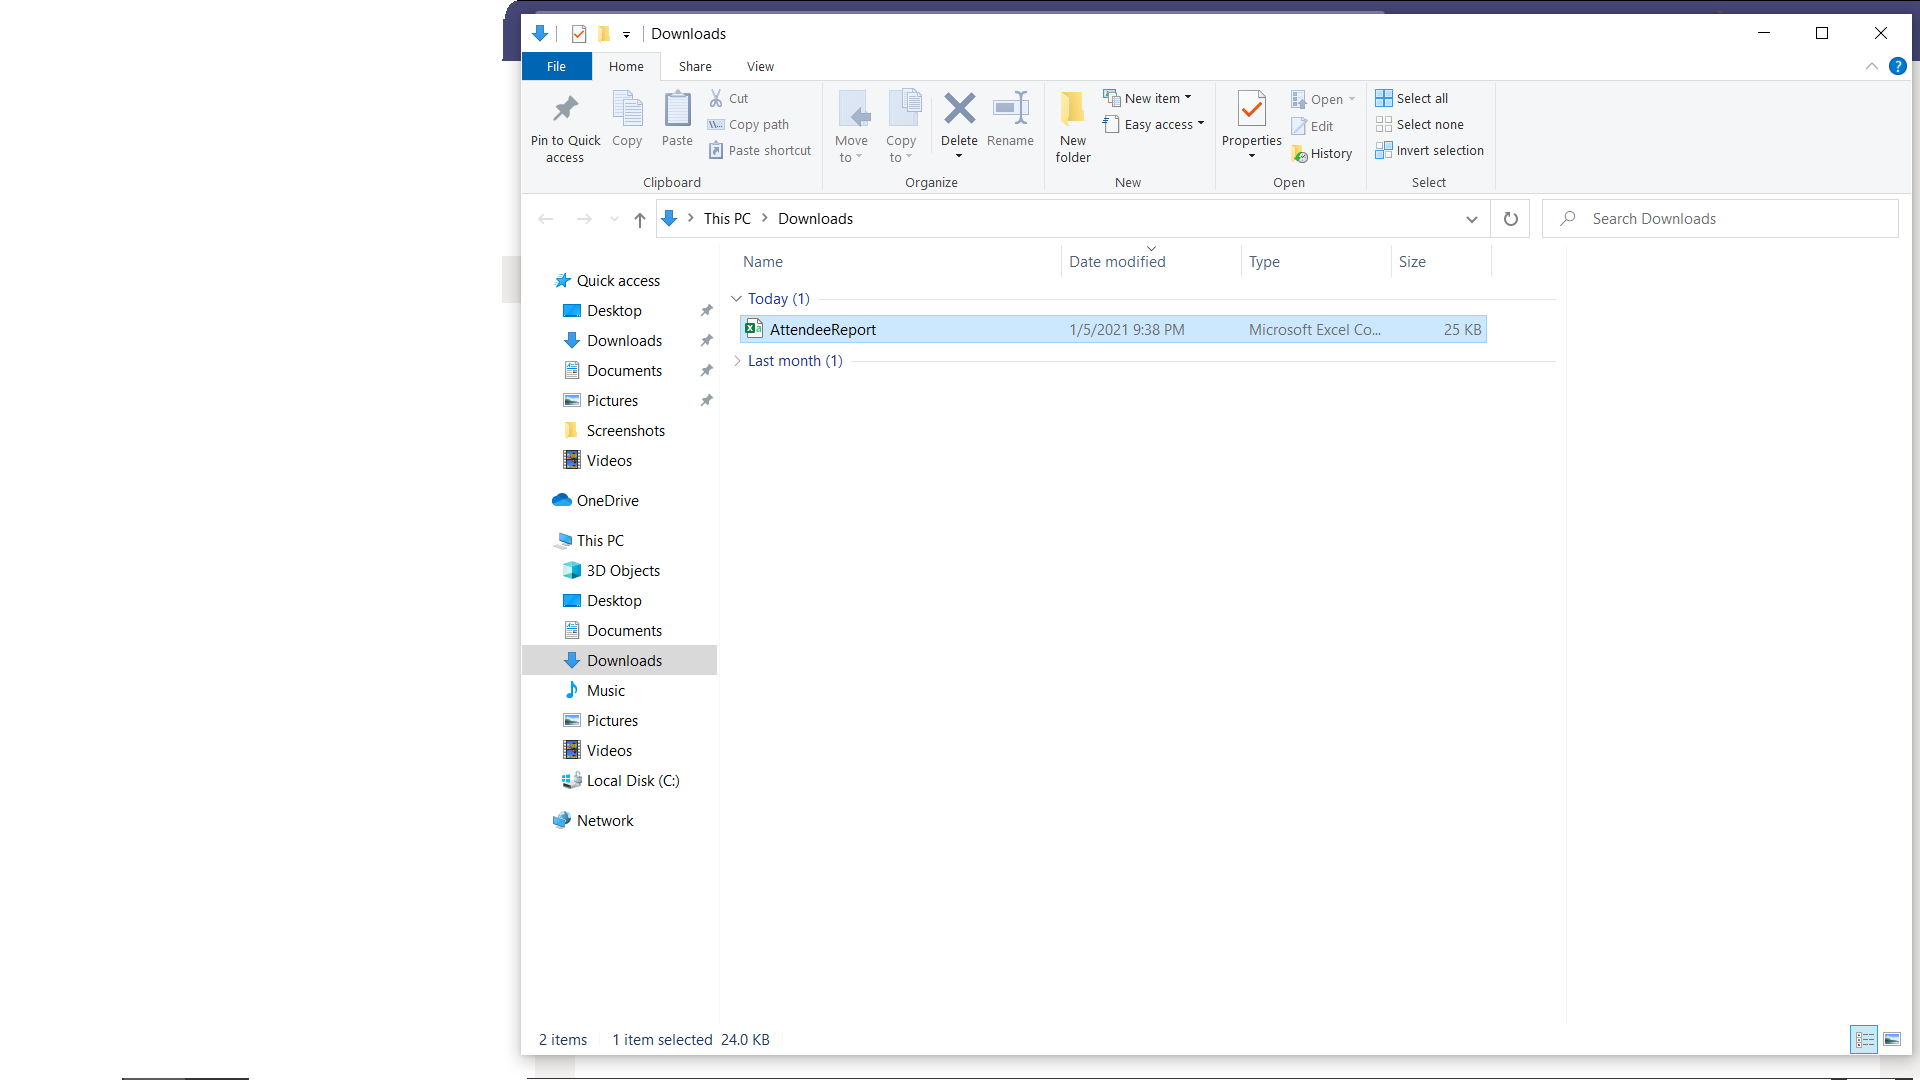 Downloads
File Home Share View
?
Pin to Quick access
Copy
Paste
Cut
Copy path
Paste shortcut
Clipboard
Move to
Copy to
Delete
Rename
Organize
New folder
New item
Easy access
New
Properties
Open
Edit
History
Open
Select all
Select none
Invert selection
Select
This PC Downloads
Search Downloads
Name Date modified Type Size
Today (1)
AttendeeReport 1/5/2021 9:38 PM Microsoft Excel Co... 25 KB
Last month (1)
Quick access
Desktop
Downloads
Documents
Pictures
Screenshots
Videos
OneDrive
This PC
3D Objects
Desktop
Documents
Downloads
Music
Pictures
Videos
Local Disk (C:)
Network
2 items 1 item selected 24.0 KB